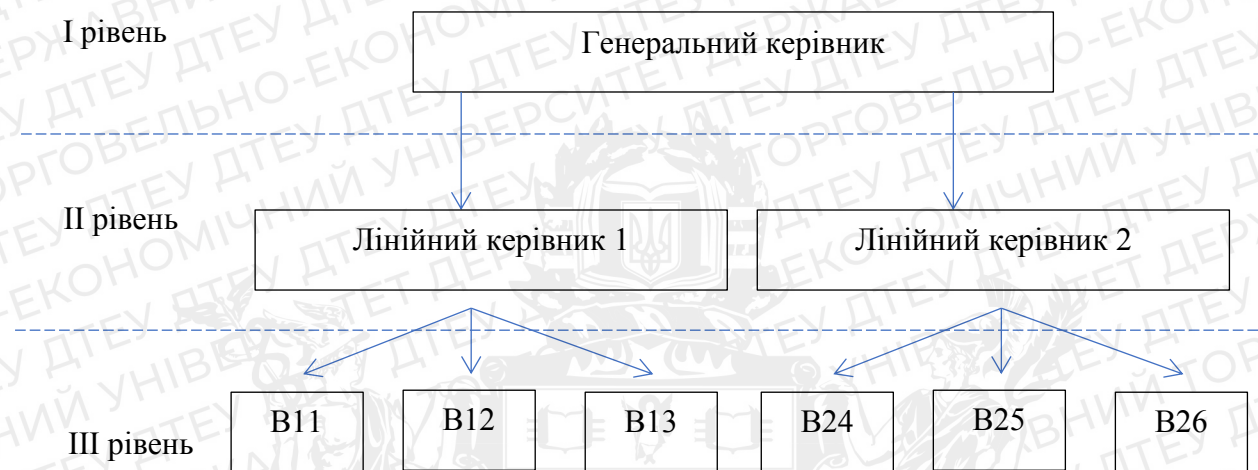 І рівень
Генеральний керівник
ІІ рівень
Лінійний керівник 1
Лінійний керівник 2
ІІІ рівень
В11
В12
В13
В24
В25
В26